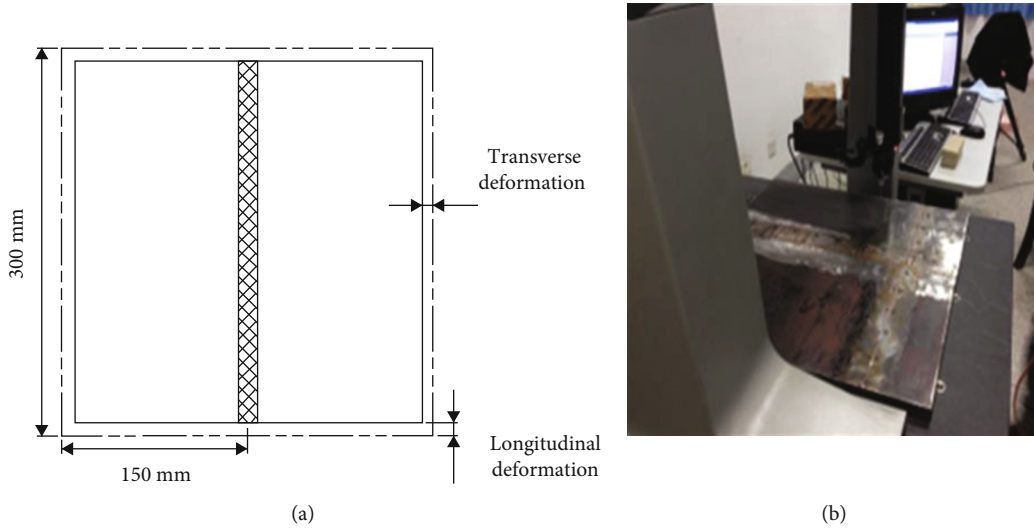 Transverse
deformation
300 mm
Longitudinal
deformation
150 mm
(a)
(b)